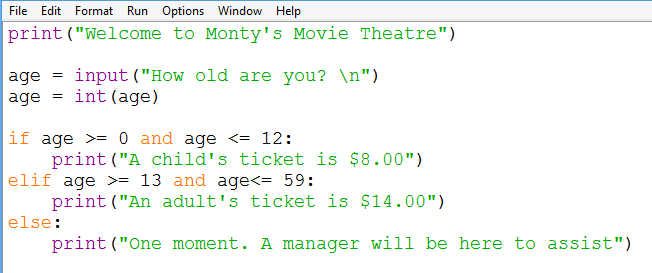 File Edit Format Run Options Window Help
print("Welcome to Monty's Movie Theatre")
age = input("How old are you? \n")
age = int(age)
if age >= 0 and age <= 12:
    print("A child's ticket is $8.00")
elif age >= 13 and age<= 59:
    print("An adult's ticket is $14.00")
else:
    print("One moment. A manager will be here to assist")